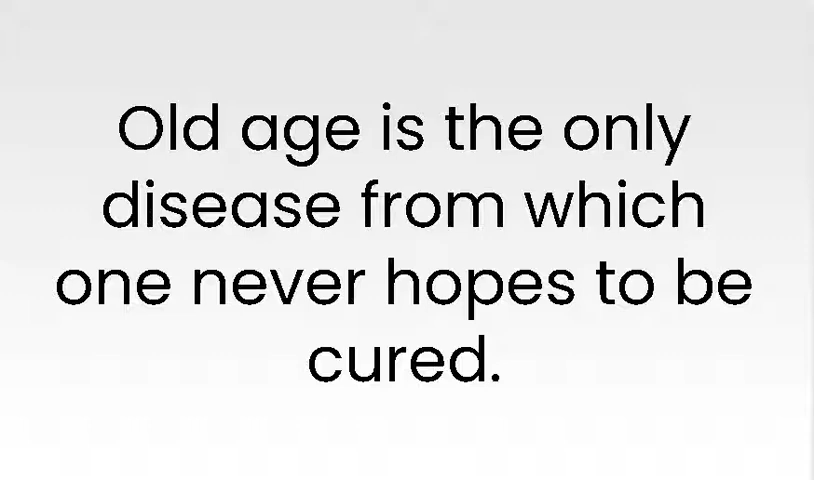 Old age is the only
disease from which
one never hopes to be
cured.